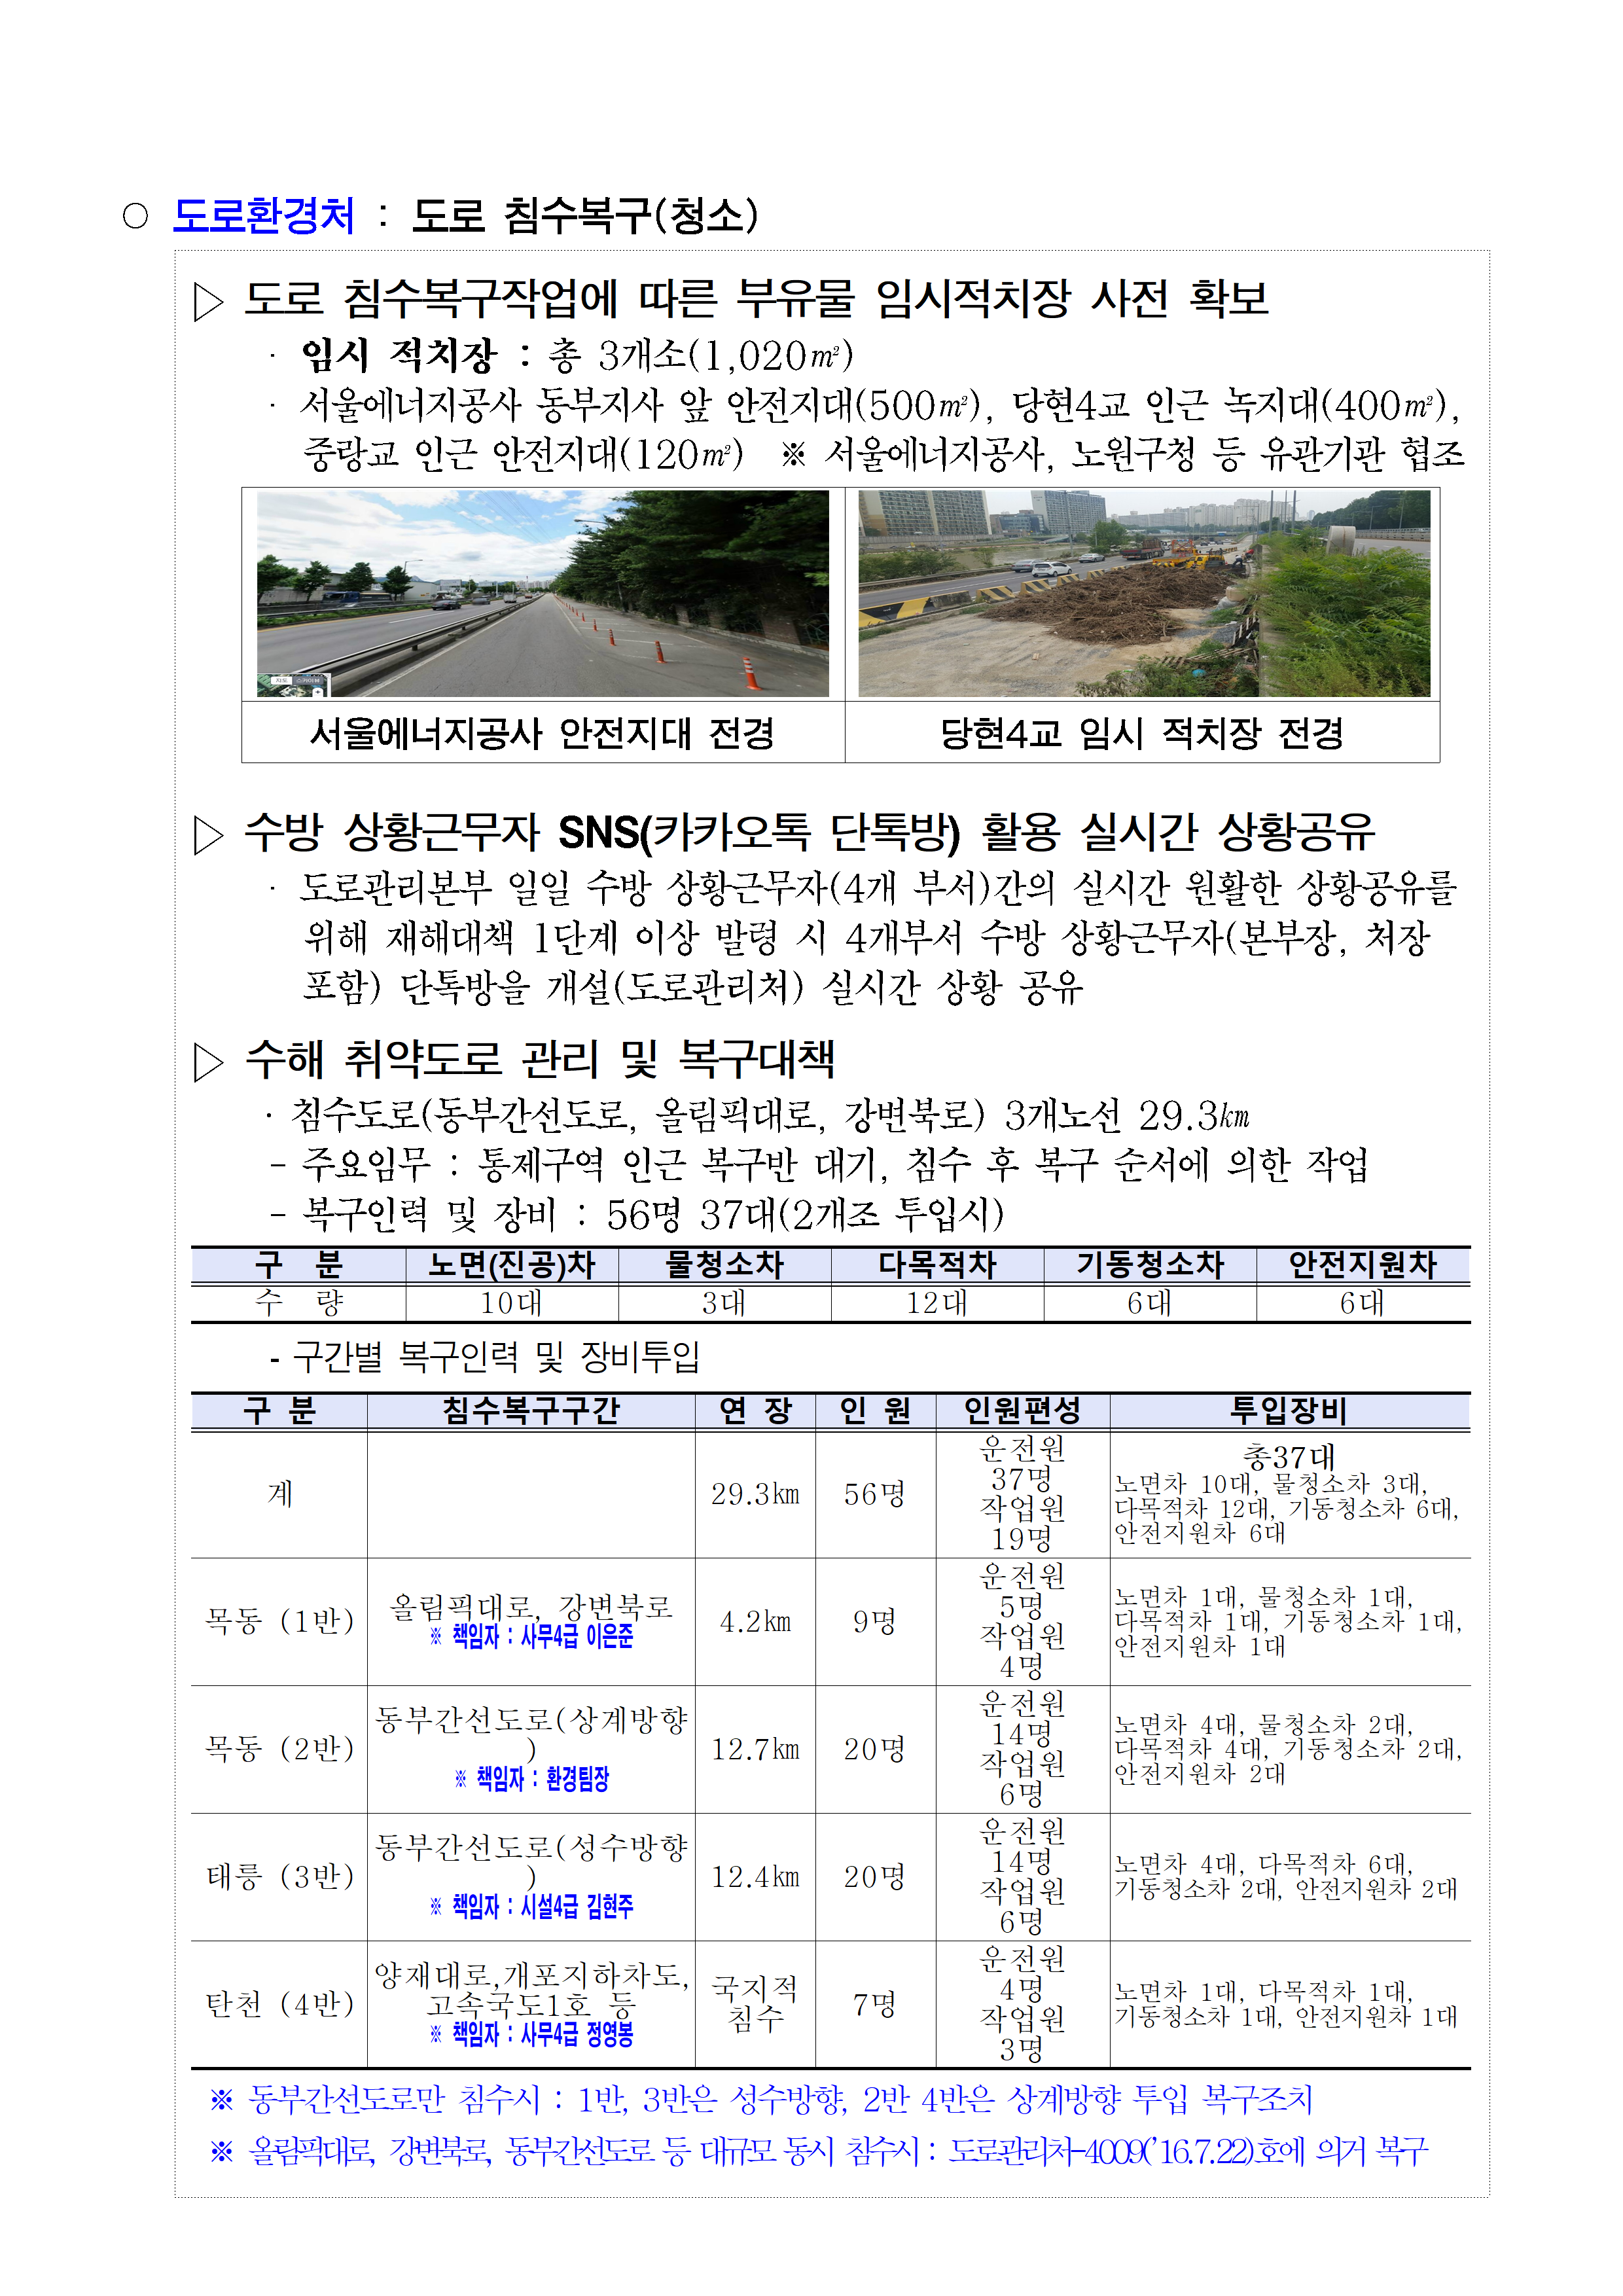 ○ 도로환경처 : 도로 침수복구(청소)
▷ 도로 침수복구작업에 따른 부유물 임시적치장 사전 확보
· 임시 적치장 : 총 3개소(1,020㎡)
· 서울에너지공사 동부지사 앞 안전지대(500㎡), 당현4교 인근 녹지대(400㎡),
중랑교 인근 안전지대(120㎡) ※ 서울에너지공사, 노원구청 등 유관기관 협조
서울에너지공사 안전지대 전경 당현4교 임시 적치장 전경
▷ 수방 상황근무자 SNS(카카오톡 단톡방) 활용 실시간 상황공유
· 도로관리본부 일일 수방 상황근무자(4개 부서)간의 실시간 원활한 상황공유를
위해 재해대책 1단계 이상 발령 시 4개부서 수방 상황근무자(본부장, 처장
포함) 단톡방을 개설(도로관리처) 실시간 상황 공유
▷ 수해 취약도로 관리 및 복구대책
· 침수도로(동부간선도로, 올림픽대로, 강변북로) 3개노선 29.3㎞
- 주요임무 : 통제구역 인근 복구반 대기, 침수 후 복구 순서에 의한 작업
- 복구인력 및 장비 : 56명 37대(2개조 투입시)
구 분 노면(진공)차 물청소차 다목적차 기동청소차 안전지원차
수 량 10대 3대 12대 6대 6대
- 구간별 복구인력 및 장비투입
구 분 침수복구구간 연 장 인 원 인원편성 투입장비
계 29.3㎞ 56명
운전원
37명
작업원
19명
총37대
노면차 10대, 물청소차 3대,
다목적차 12대, 기동청소차 6대,
안전지원차 6대
목동 (1반)
올림픽대로, 강변북로
※ 책임자 : 사무4급 이은준
4.2㎞ 9명
운전원
5명
작업원
4명
노면차 1대, 물청소차 1대,
다목적차 1대, 기동청소차 1대,
안전지원차 1대
목동 (2반)
동부간선도로(상계방향
)
※ 책임자 : 환경팀장
12.7㎞ 20명
운전원
14명
작업원
6명
노면차 4대, 물청소차 2대,
다목적차 4대, 기동청소차 2대,
안전지원차 2대
태릉 (3반)
동부간선도로(성수방향
)
※ 책임자 : 시설4급 김현주
12.4㎞ 20명
운전원
14명
작업원
6명
노면차 4대, 다목적차 6대,
기동청소차 2대, 안전지원차 2대
탄천 (4반)
양재대로,개포지하차도,
고속국도1호 등
※ 책임자 : 사무4급 정영봉
국지적
침수
7명
운전원
4명
작업원
3명
노면차 1대, 다목적차 1대,
기동청소차 1대, 안전지원차 1대
※ 동부간선도로만 침수시 : 1반, 3반은 성수방향, 2반 4반은 상계방향 투입 복구조치
※ 올림픽대로, 강변북로, 동부간선도로 등 대규모 동시 침수시 : 도로관리처-4009('16.7.22)호에 의거 복구